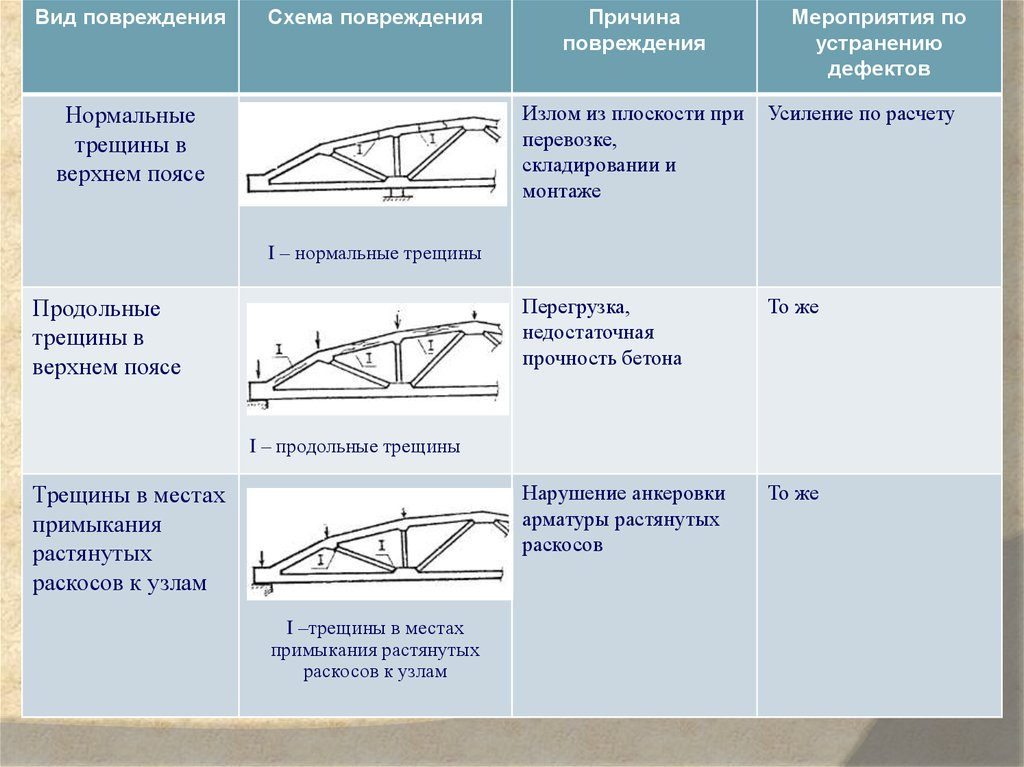 Вид повреждения
Схема повреждения
Причина
повреждения
Мероприятия по
устранению
дефектов
Нормальные
трещины в
верхнем поясе
I
I
I – нормальные трещины
Излом из плоскости при
перевозке,
складировании и
монтаже
Усиление по расчету
Продольные
трещины в
верхнем поясе
I
I
I
I – продольные трещины
Перегрузка,
недостаточная
прочность бетона
То же
Трещины в местах
примыкания
растянутых
раскосов к узлам
I
I
I –трещины в местах
примыкания растянутых
раскосов к узлам
Нарушение анкеровки
арматуры растянутых
раскосов
То же